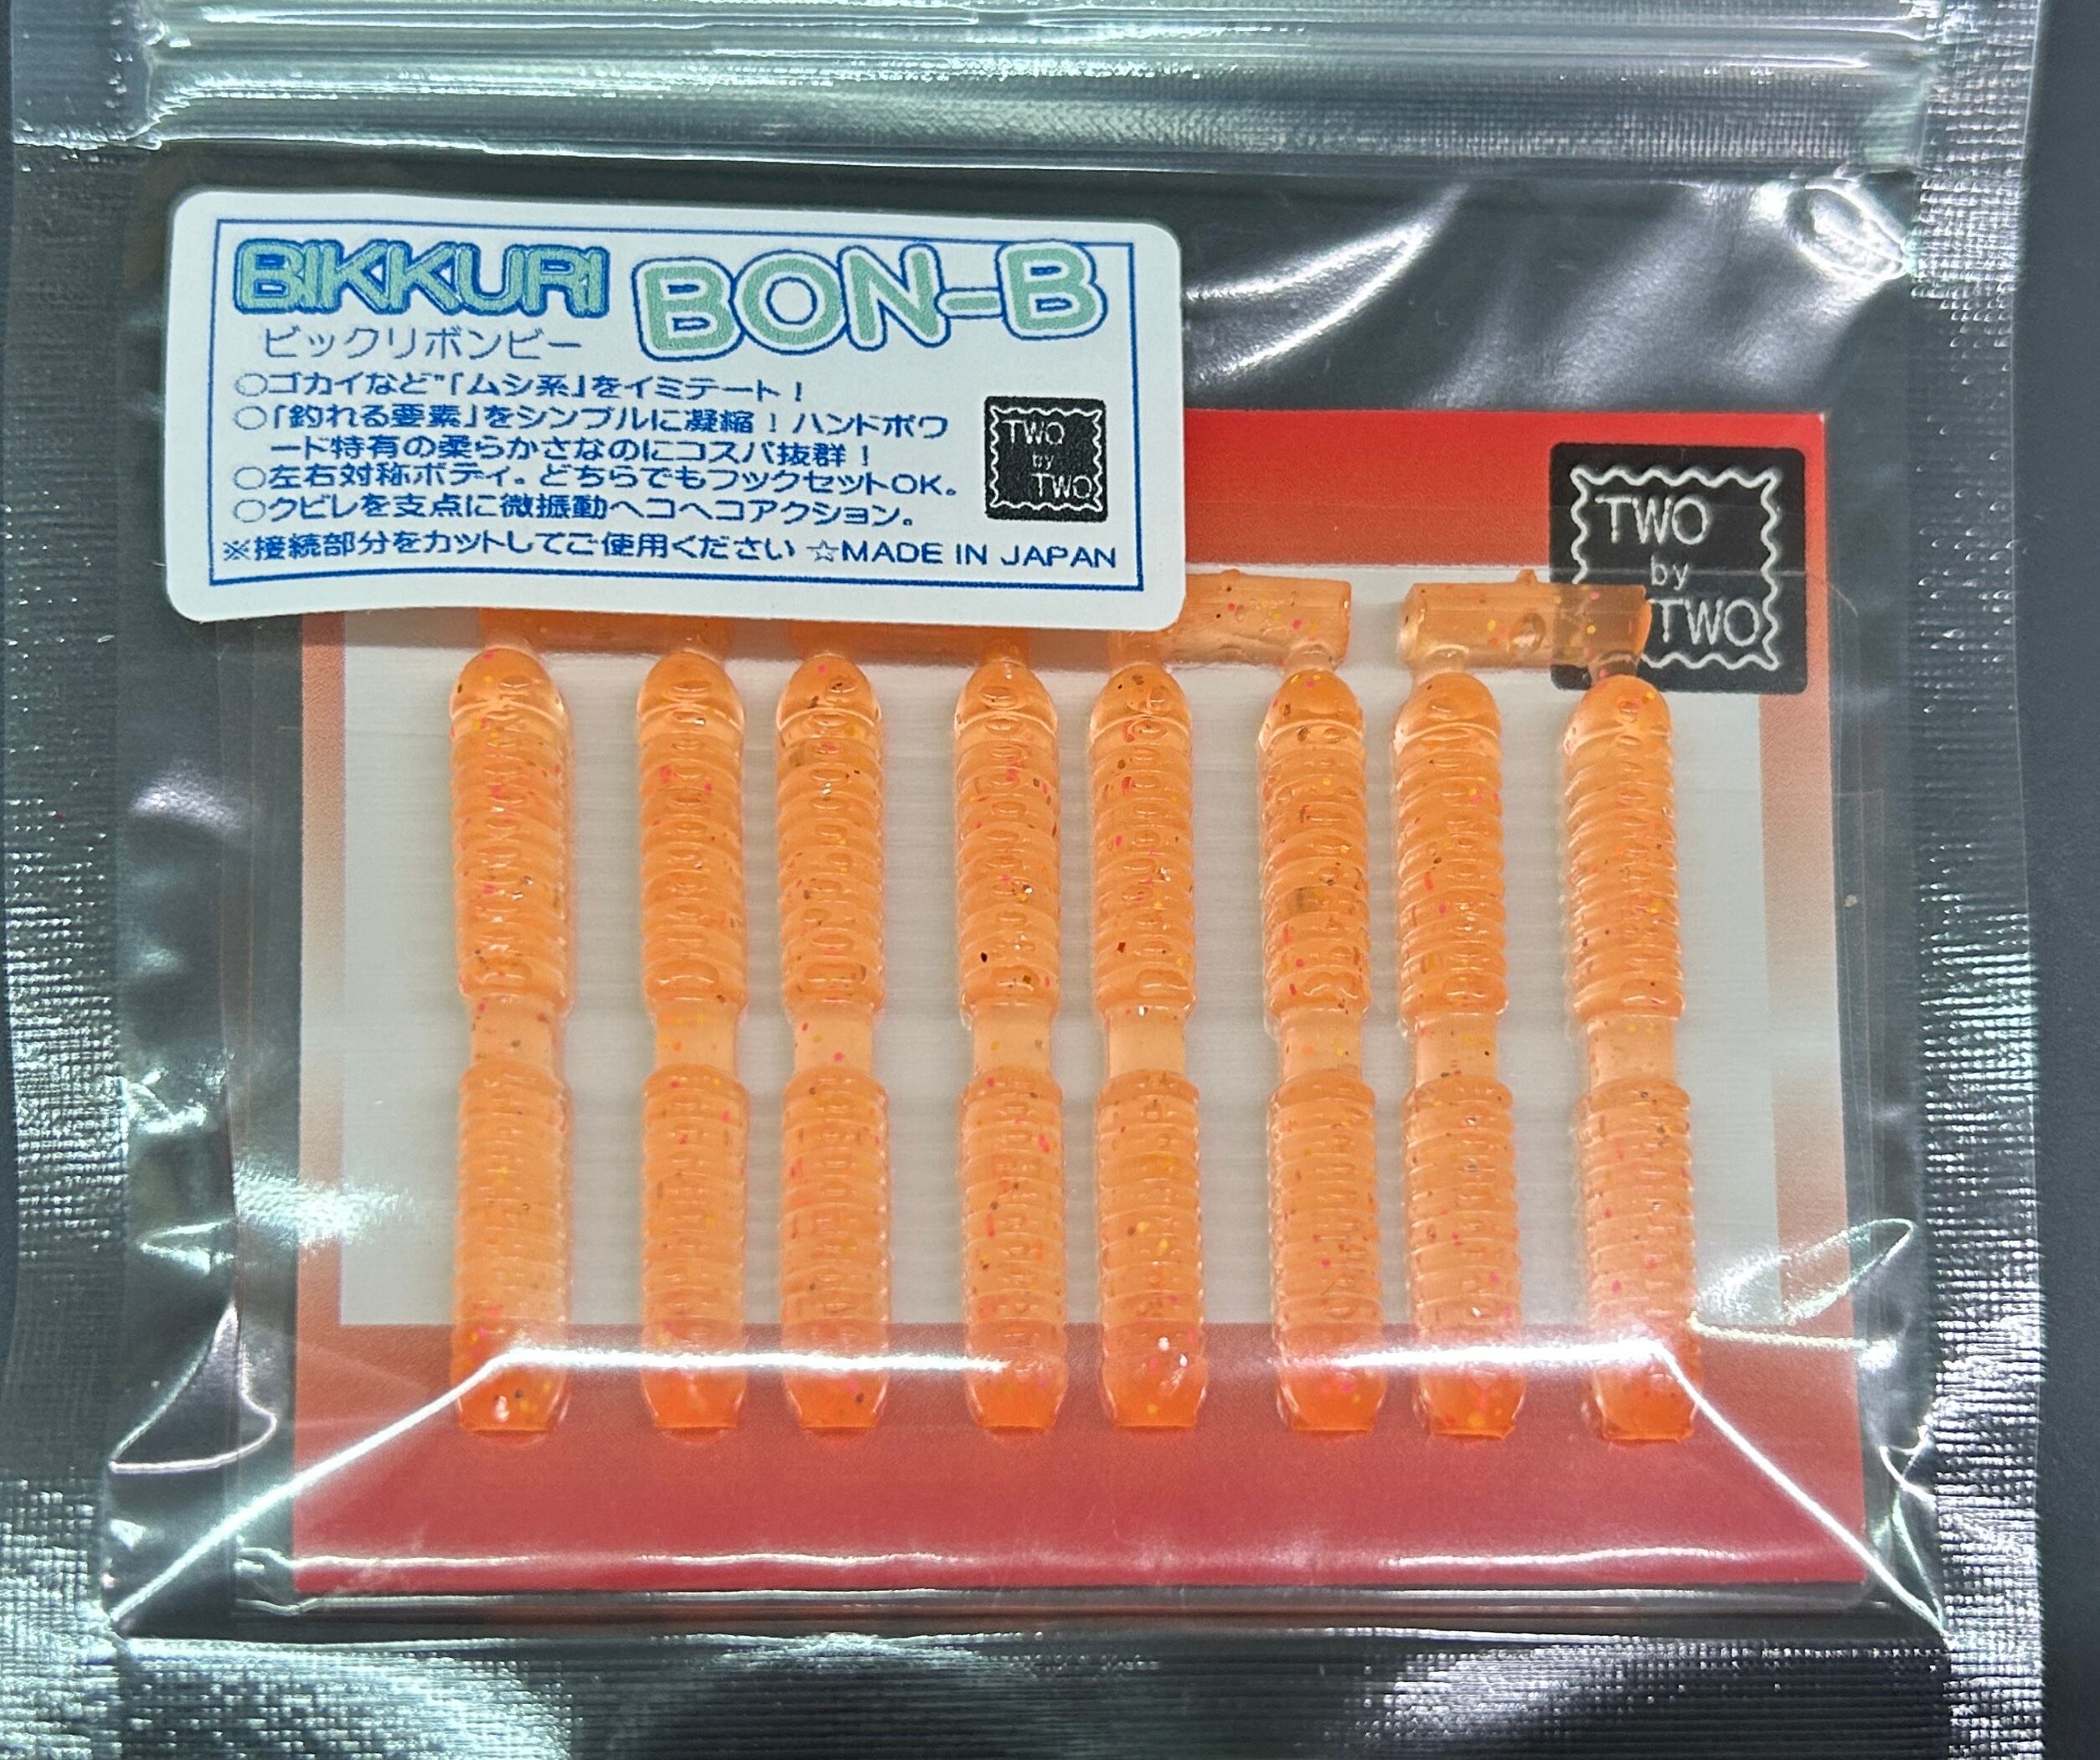 BIKKURI BON-B
ビックリボンビー
○ゴカイなど"「ムシ系」をイミテート！
○「釣れる要素」をシンプルに凝縮！ハンドポワ
ード特有の柔らかさなのにコスパ抜群！
○左右対称ボディ。どちらでもフックセットOK。
○クビレを支点に微振動ヘコヘコアクション。
※接続部分をカットしてご使用ください ☆MADE IN JAPAN
TWO
by
TWO
TWO
by
TWO